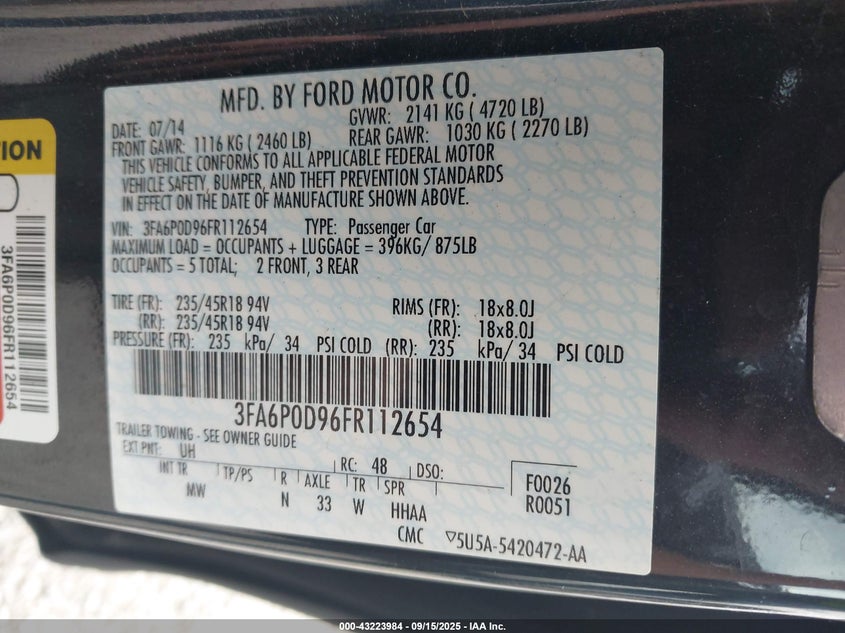 MFD. BY FORD MOTOR CO.
DATE: 07/14 GVWR: 2141 KG ( 4720 LB)
FRONT GAWR: 1116 KG ( 2460 LB) REAR GAWR: 1030 KG ( 2270 LB)
THIS VEHICLE CONFORMS TO ALL APPLICABLE FEDERAL MOTOR
VEHICLE SAFETY, BUMPER, AND THEFT PREVENTION STANDARDS
IN EFFECT ON THE DATE OF MANUFACTURE SHOWN ABOVE.
VIN: 3FA6P0D96FR112654 TYPE: Passenger Car
MAXIMUM LOAD = OCCUPANTS + LUGGAGE = 396KG/ 875LB
OCCUPANTS = 5 TOTAL; 2 FRONT, 3 REAR
TIRE (FR): 235/45R18 94V RIMS (FR): 18x8.0J
(RR): 235/45R18 94V (RR): 18x8.0J
PRESSURE (FR): 235 kPa/ 34 PSI COLD (RR): 235 kPa/ 34 PSI COLD
3FA6P0D96FR112654
TRAILER TOWING - SEE OWNER GUIDE
EXT PNT: UH RC: 48 DSO:
INT TR TP/PS R AXLE TR SPR
MW N 33 W HHAA
CMC
F0026
R0051
5U5A-5420472-AA
TION
3FA6P0D96FR112654
000-43223984 - 09/15/2025 - IAA Inc.